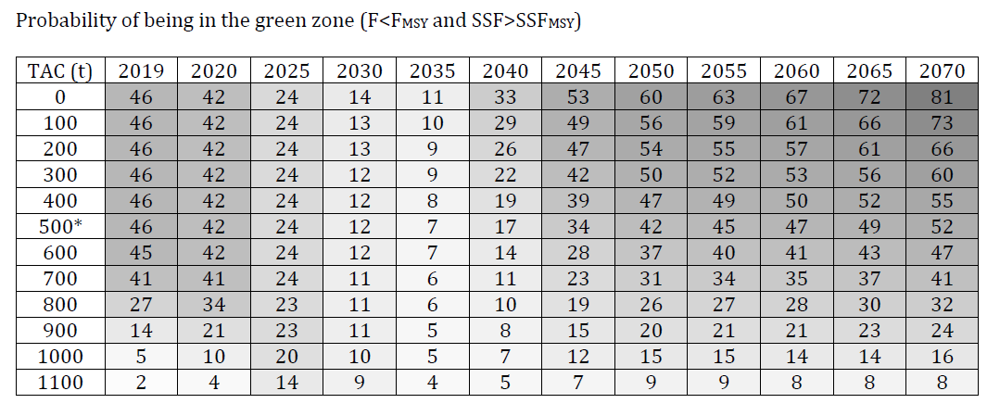 Probability of being in the green zone (F<FMSY and SSF>SSFMSY)
TAC (t) 2019 2020 2025 2030 2035 2040 2045 2050 2055 2060 2065 2070
0 46 42 24 14 11 33 53 60 63 67 72 81
100 46 42 24 13 10 29 49 56 59 61 66 73
200 46 42 24 13 9 26 47 54 55 57 61 66
300 46 42 24 12 9 22 42 50 52 53 56 60
400 46 42 24 12 8 19 39 47 49 50 52 55
500* 46 42 24 12 7 17 34 42 45 47 49 52
600 45 42 24 12 7 14 28 37 40 41 43 47
700 41 41 24 11 6 11 23 31 34 35 37 41
800 27 34 23 11 6 10 19 26 27 28 30 32
900 14 21 23 11 5 8 15 20 21 21 23 24
1000 5 10 20 10 5 7 12 15 15 14 14 16
1100 2 4 14 9 4 5 7 9 9 8 8 8